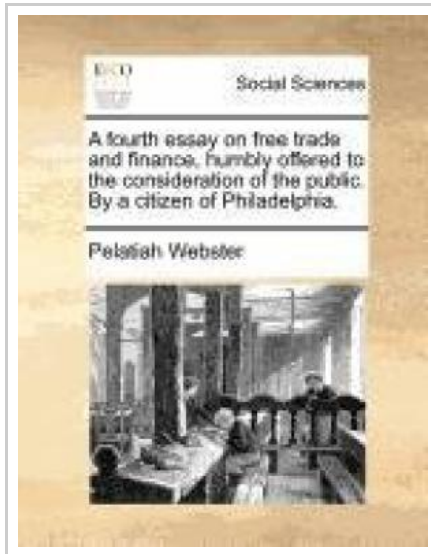 ECCO
Social Sciences
A fourth essay on free trade
and finance, humbly offered to
the consideration of the public.
By a citizen of Philadelphia.
Pelatiah Webster